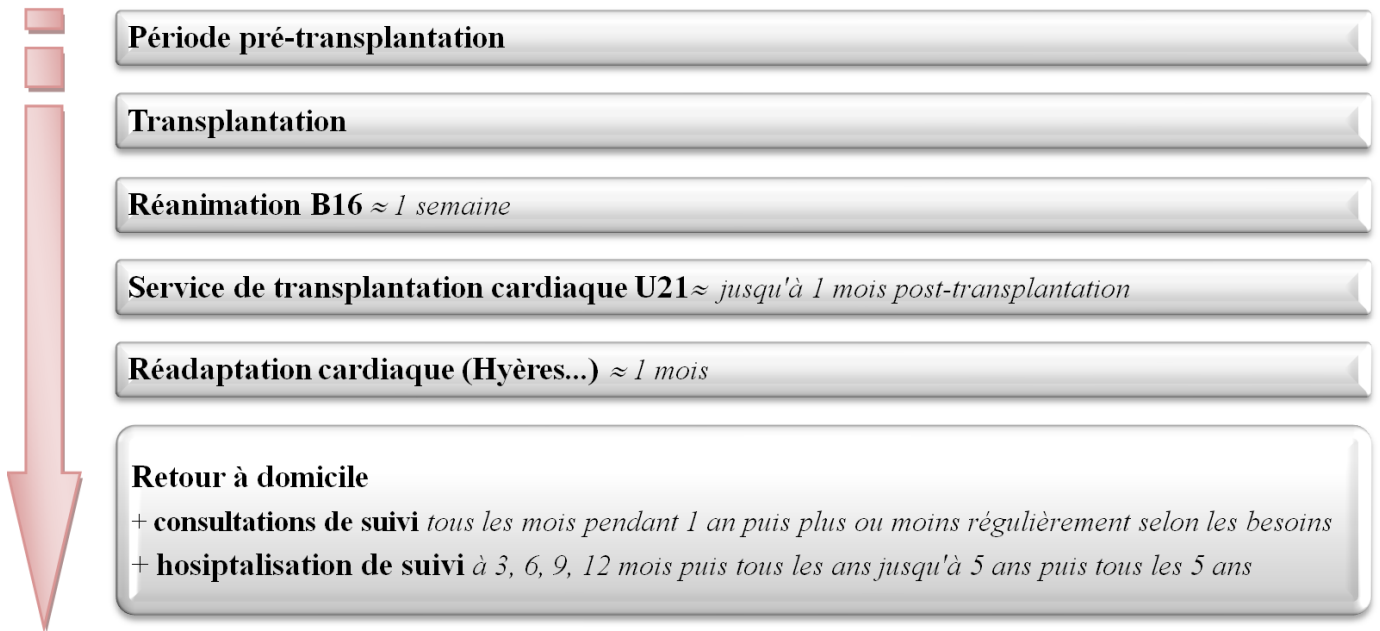 Période pré-transplantation
Transplantation
Réanimation B16 ≈ 1 semaine
Service de transplantation cardiaque U21≈ jusqu'à 1 mois post-transplantation
Réadaptation cardiaque (Hyères...) ≈ 1 mois
Retour à domicile
+ consultations de suivi tous les mois pendant 1 an puis plus ou moins régulièrement selon les besoins
+ hosiptalisation de suivi à 3, 6, 9, 12 mois puis tous les ans jusqu'à 5 ans puis tous les 5 ans